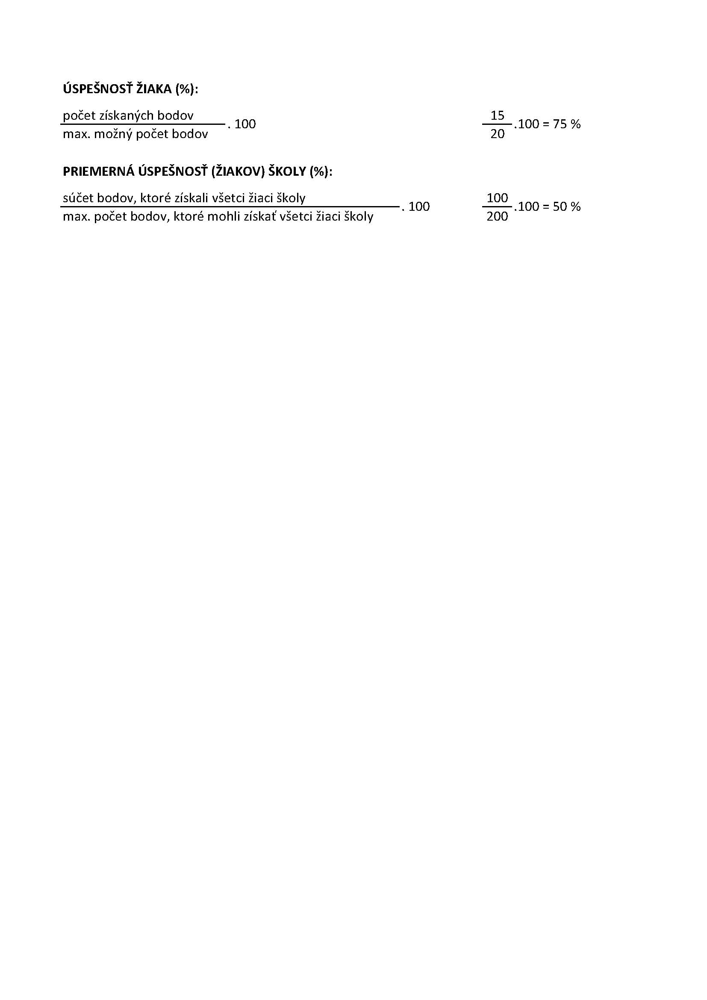 ÚSPEŠNOSŤ ŽIAKA (%):
počet získaných bodov
max. možný počet bodov
. 100
15
20
.100 = 75 %
PRIEMERNÁ ÚSPEŠNOSŤ (ŽIAKOV) ŠKOLY (%):
súčet bodov, ktoré získali všetci žiaci školy
max. počet bodov, ktoré mohli získať všetci žiaci školy
. 100
100
200
.100 = 50 %